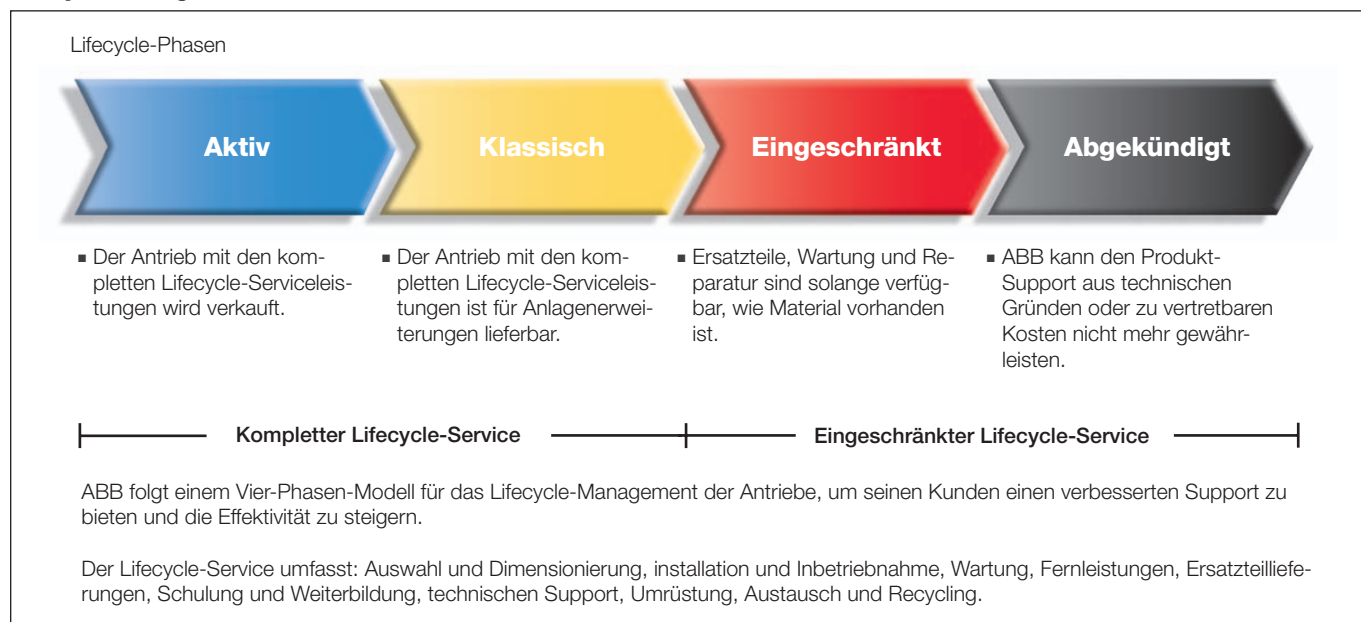 Lifecycle-Phasen
Aktiv
Klassisch
Eingeschränkt
Abgekündigt
▪ Der Antrieb mit den kom-
pletten Lifecycle-Serviceleis-
tungen wird verkauft.
▪ Der Antrieb mit den kom-
pletten Lifecycle-Serviceleis-
tungen ist für Anlagenerwei-
terungen lieferbar.
▪ Ersatzteile, Wartung und Re-
paratur sind solange verfüg-
bar, wie Material vorhanden
ist.
▪ ABB kann den Produkt-
Support aus technischen
Gründen oder zu vertretbaren
Kosten nicht mehr gewähr-
leisten.
Kompletter Lifecycle-Service
Eingeschränkter Lifecycle-Service
ABB folgt einem Vier-Phasen-Modell für das Lifecycle-Management der Antriebe, um seinen Kunden einen verbesserten Support zu
bieten und die Effektivität zu steigern.
Der Lifecycle-Service umfasst: Auswahl und Dimensionierung, installation und Inbetriebnahme, Wartung, Fernleistungen, Ersatzteilliefe-
rungen, Schulung und Weiterbildung, technischen Support, Umrüstung, Austausch und Recycling.